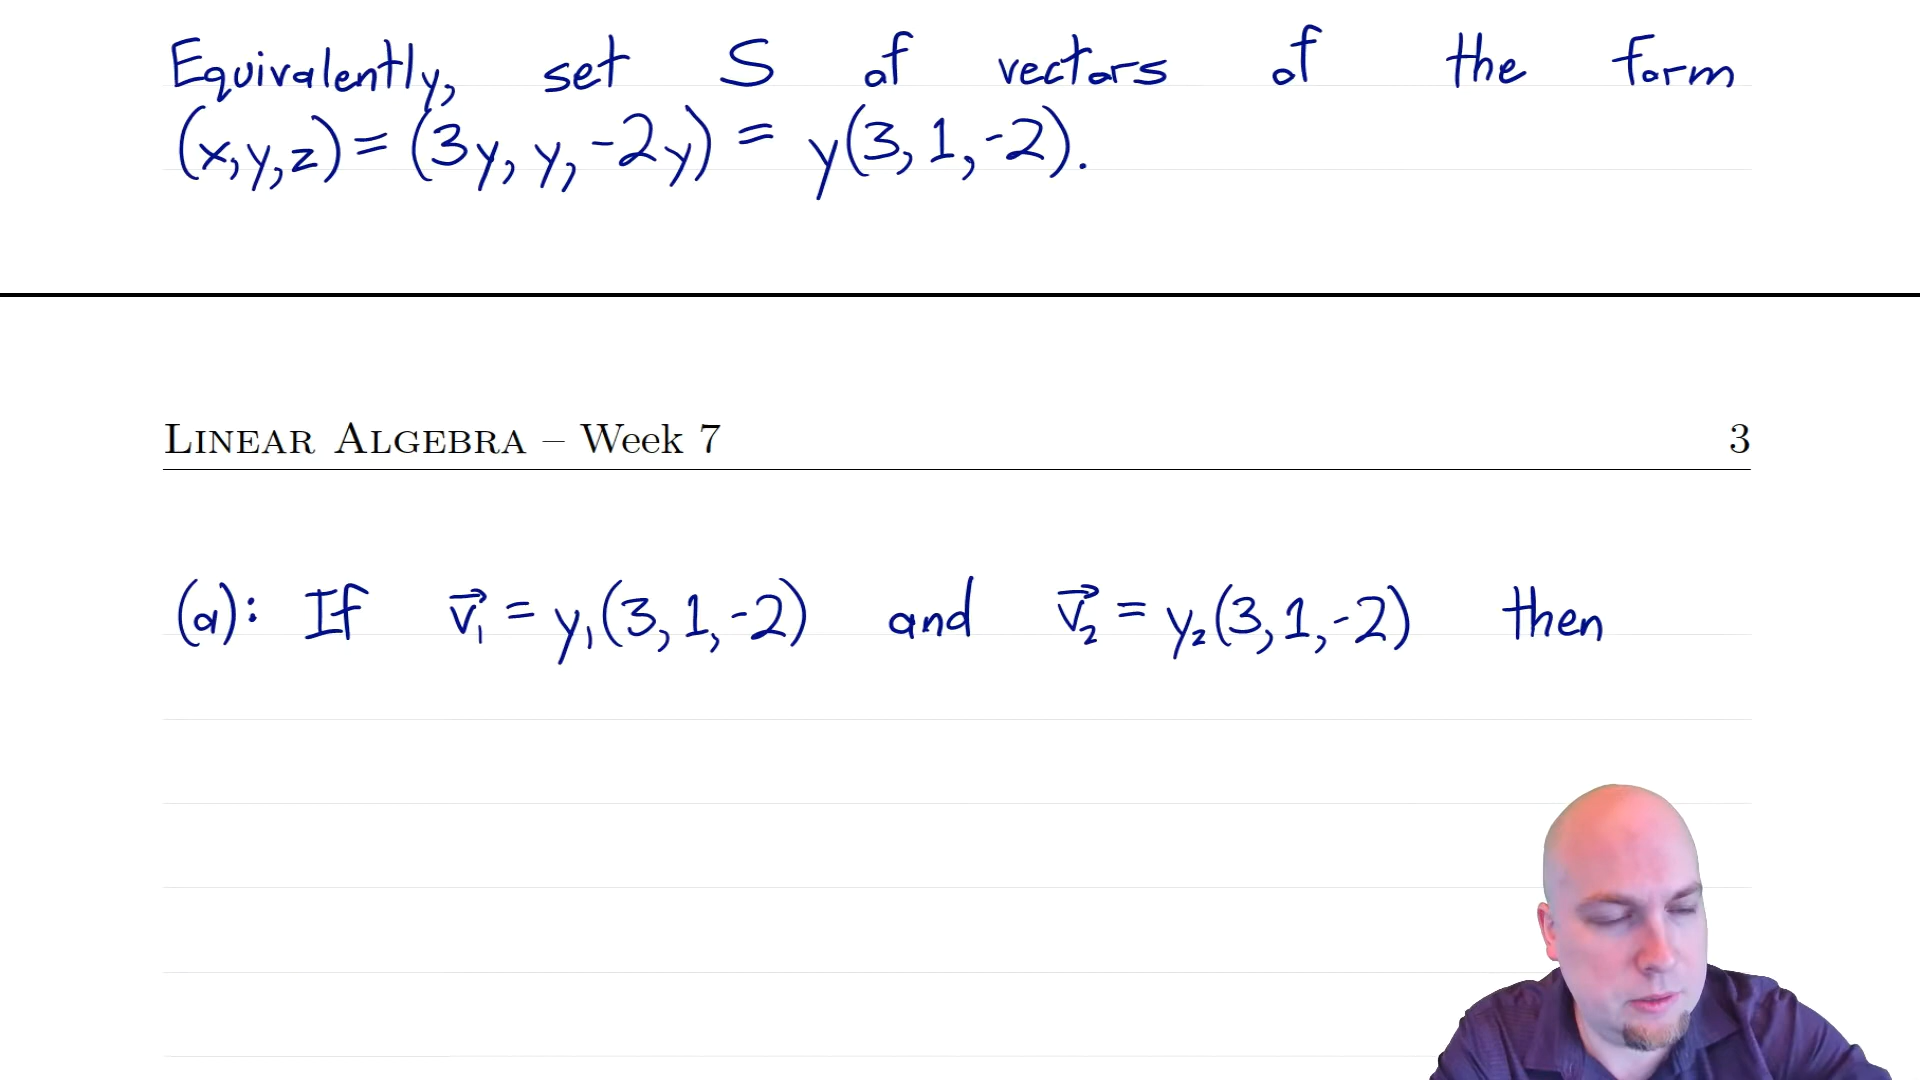 Equivalently, set S of vectors of the form
(x,y,z) = (3y, y, -2y) = y(3,1,-2).
LINEAR ALGEBRA – Week 7 3
(a): If v⃗₁ = y₁(3,1,-2) and v⃗₂ = y₂(3,1,-2) then